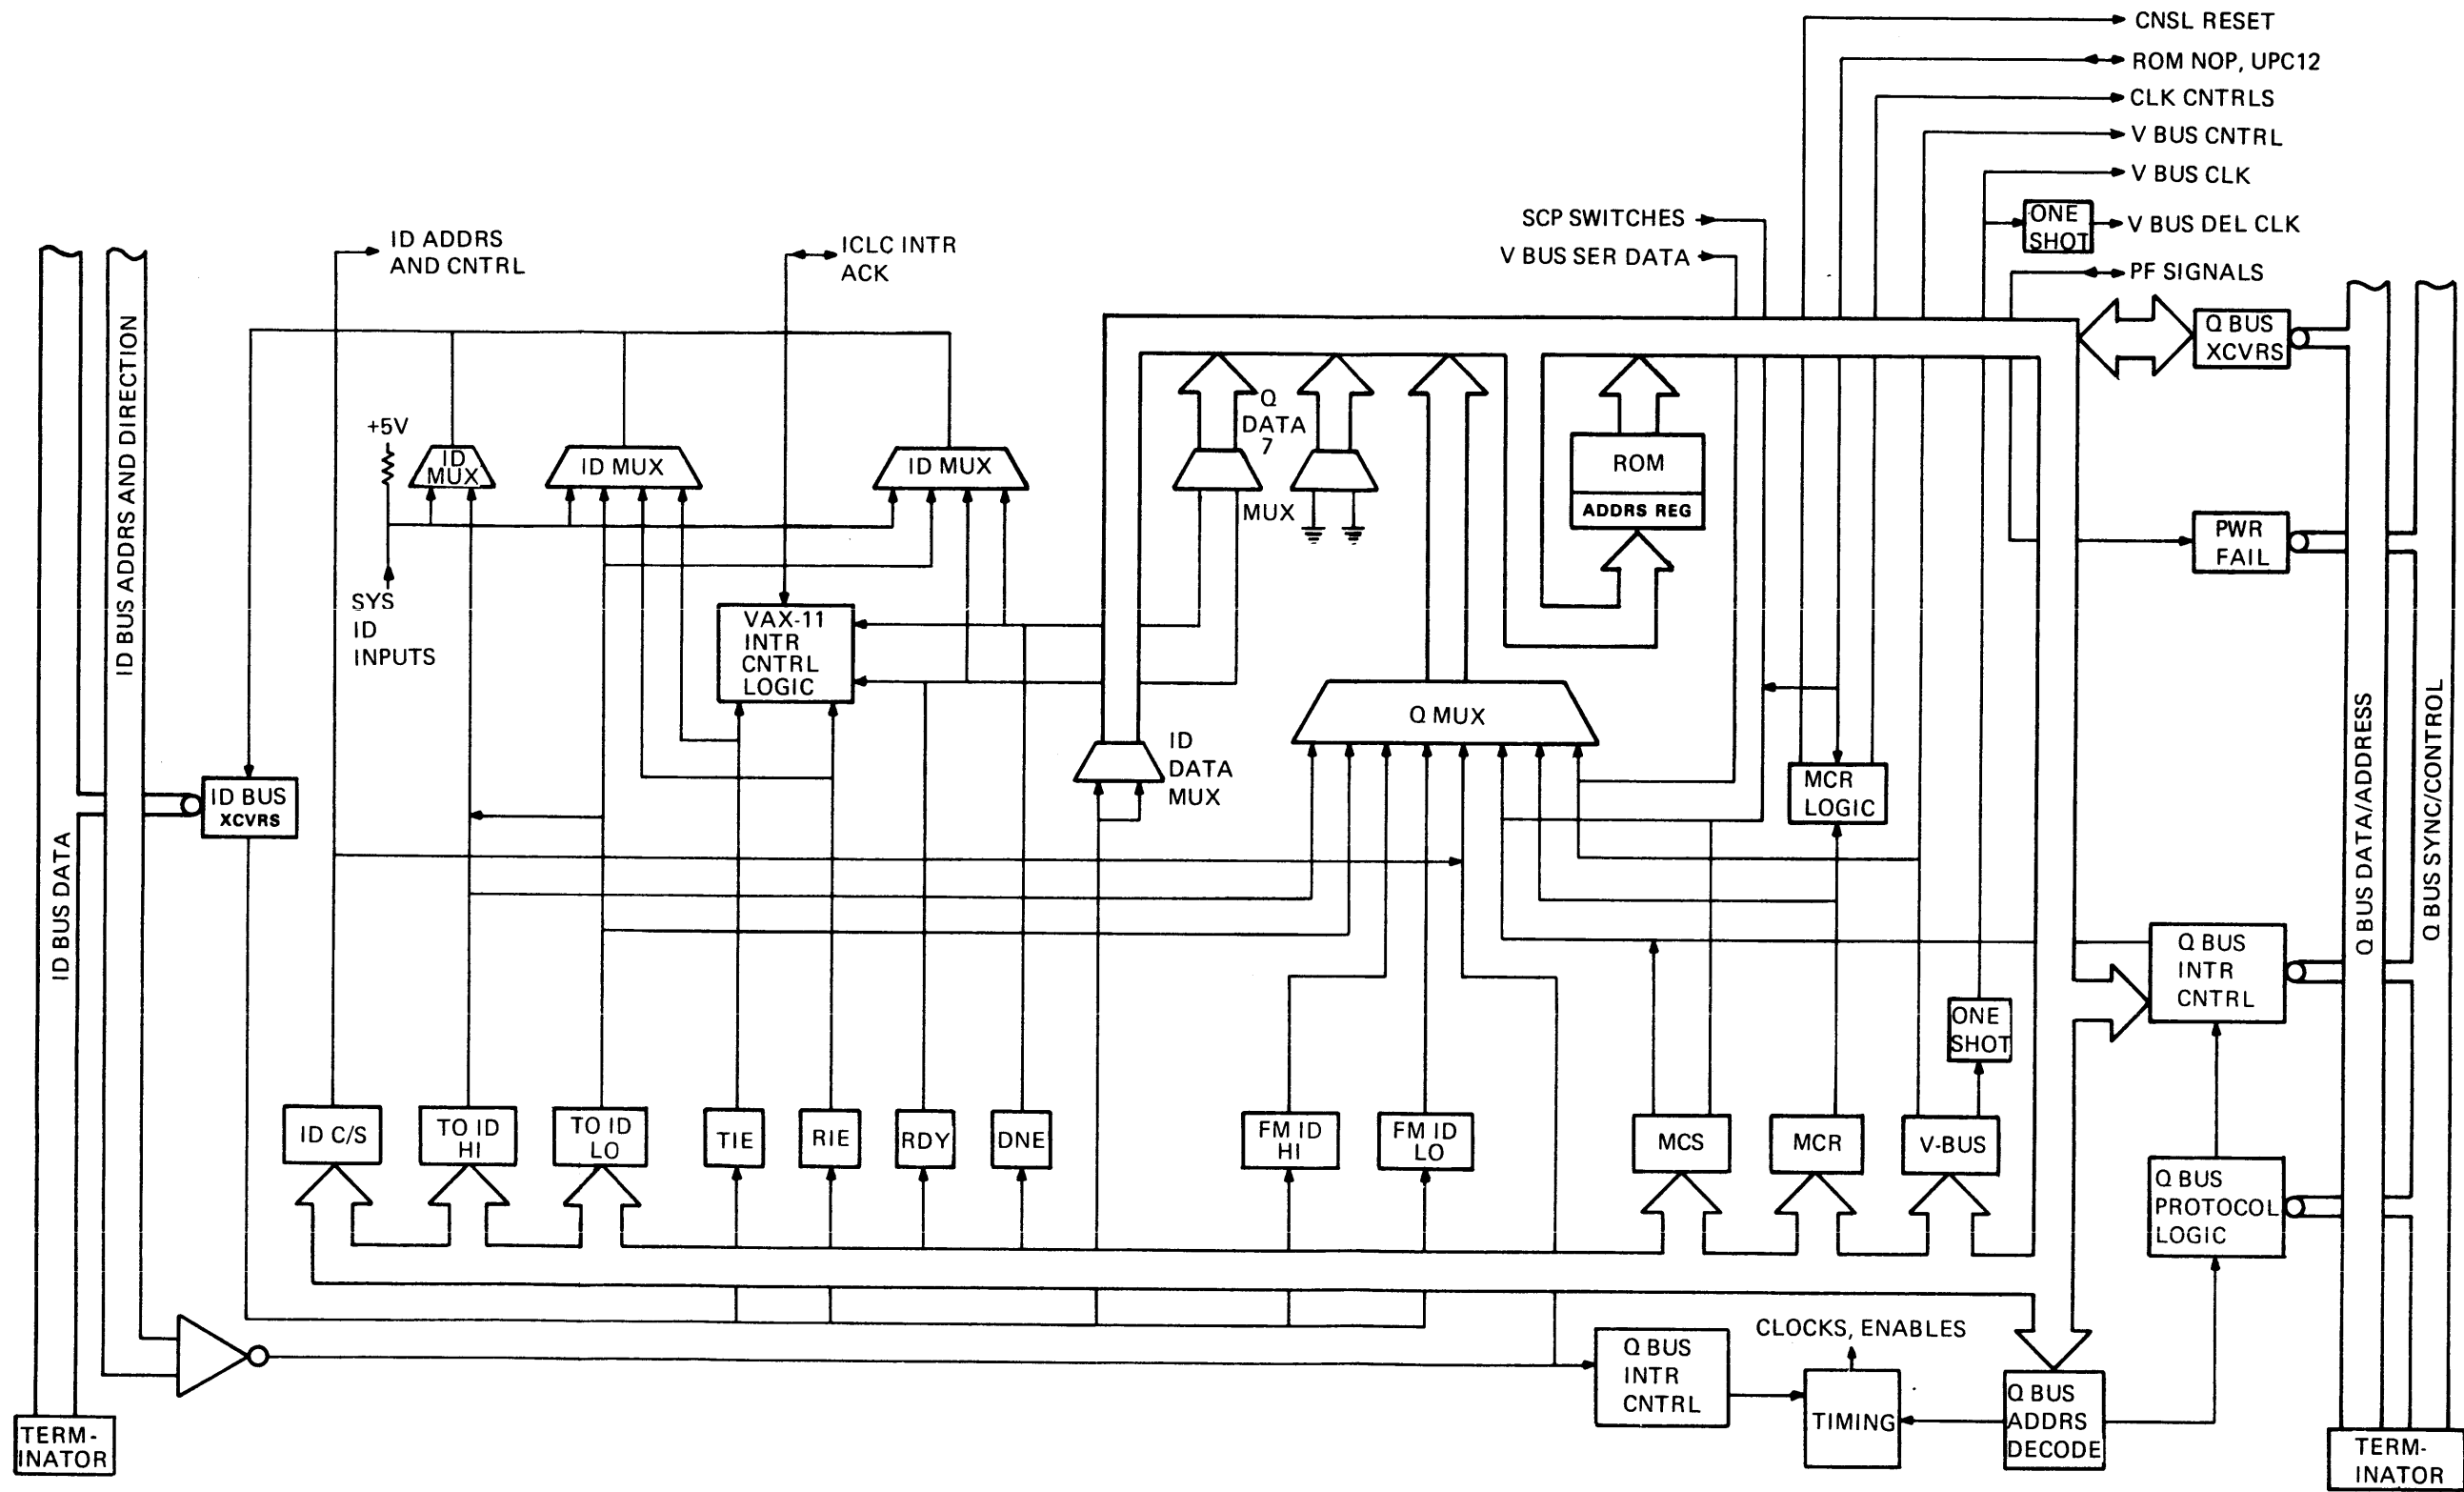 CNSL RESET
ROM NOP, UPC12
CLK CNTRLS
V BUS CNTRL
V BUS CLK
ONE
SHOT
V BUS DEL CLK
PF SIGNALS
SCP SWITCHES
V BUS SER DATA
ID ADDRS
AND CNTRL
ICLC INTR
ACK
ID BUS ADDRS AND DIRECTION
ID BUS DATA
Q BUS
XCVRS
+5V
ID
MUX
ID MUX
ID MUX
Q
DATA
7
MUX
ROM
ADDRS REG
PWR
FAIL
SYS
ID
INPUTS
VAX-11
INTR
CNTRL
LOGIC
Q MUX
ID
DATA
MUX
MCR
LOGIC
ID BUS
XCVRS
Q BUS DATA/ADDRESS
Q BUS SYNC/CONTROL
Q BUS
INTR
CNTRL
ONE
SHOT
ID C/S
TO ID
HI
TO ID
LO
TIE
RIE
RDY
DNE
FM ID
HI
FM ID
LO
MCS
MCR
V-BUS
Q BUS
PROTOCOL
LOGIC
CLOCKS, ENABLES
Q BUS
INTR
CNTRL
TIMING
Q BUS
ADDRS
DECODE
TERM-
INATOR
TERM-
INATOR